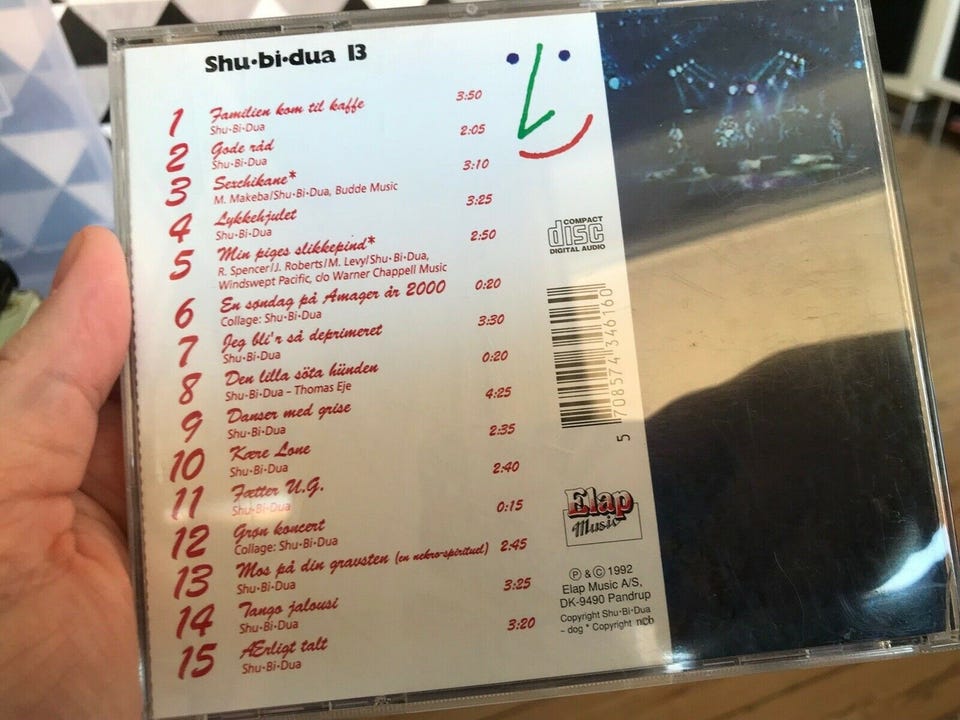 Shu•bi•dua 13
1 Familien kom til kaffe 3:50
Shu•Bi•Dua
2 Gode råd 2:05
Shu•Bi•Dua
3 Sexchikane* 3:10
M. Makeba/Shu•Bi•Dua, Budde Music
4 Lykkehjulet 3:25
Shu•Bi•Dua
5 Min piges slikkepind* 2:50
R. Spencer/J. Roberts/M. Levy/Shu•Bi•Dua,
Windswept Pacific, c/o Warner Chappell Music
6 En søndag på Amager år 2000 0:20
Collage: Shu•Bi•Dua
7 Jeg bli'r så deprimeret 3:30
Shu•Bi•Dua
8 Den lilla söta hünden 0:20
Shu•Bi•Dua – Thomas Eje
9 Danser med grise 4:25
Shu•Bi•Dua
10 Kære Lone 2:35
Shu•Bi•Dua
11 Fætter U.G. 2:40
Shu•Bi•Dua
12 Grøn koncert 0:15
Collage: Shu•Bi•Dua
13 Mos på din gravsten (en nekro-spirituel) 2:45
Shu•Bi•Dua
14 Tango jalousi 3:25
Shu•Bi•Dua
15 Ærligt talt 3:20
Shu•Bi•Dua
COMPACT
disc
DIGITAL AUDIO
5 708574 346160
Elap
Music
Ⓟ & © 1992
Elap Music A/S,
DK-9490 Pandrup
Copyright Shu•Bi•Dua
– dog * Copyright ncb